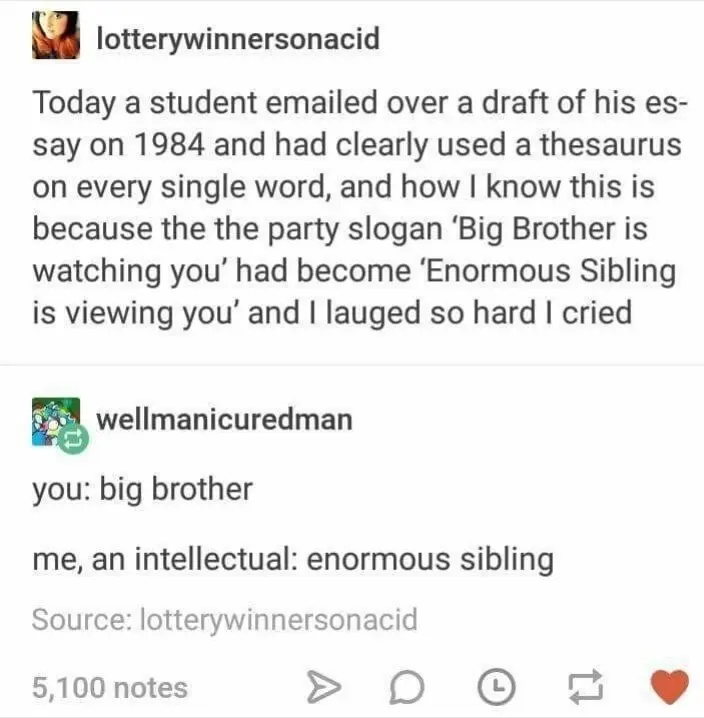 lotterywinnersonacid
Today a student emailed over a draft of his es-
say on 1984 and had clearly used a thesaurus
on every single word, and how I know this is
because the the party slogan ‘Big Brother is
watching you’ had become ‘Enormous Sibling
is viewing you’ and I lauged so hard I cried
wellmanicuredman
you: big brother
me, an intellectual: enormous sibling
Source: lotterywinnersonacid
5,100 notes